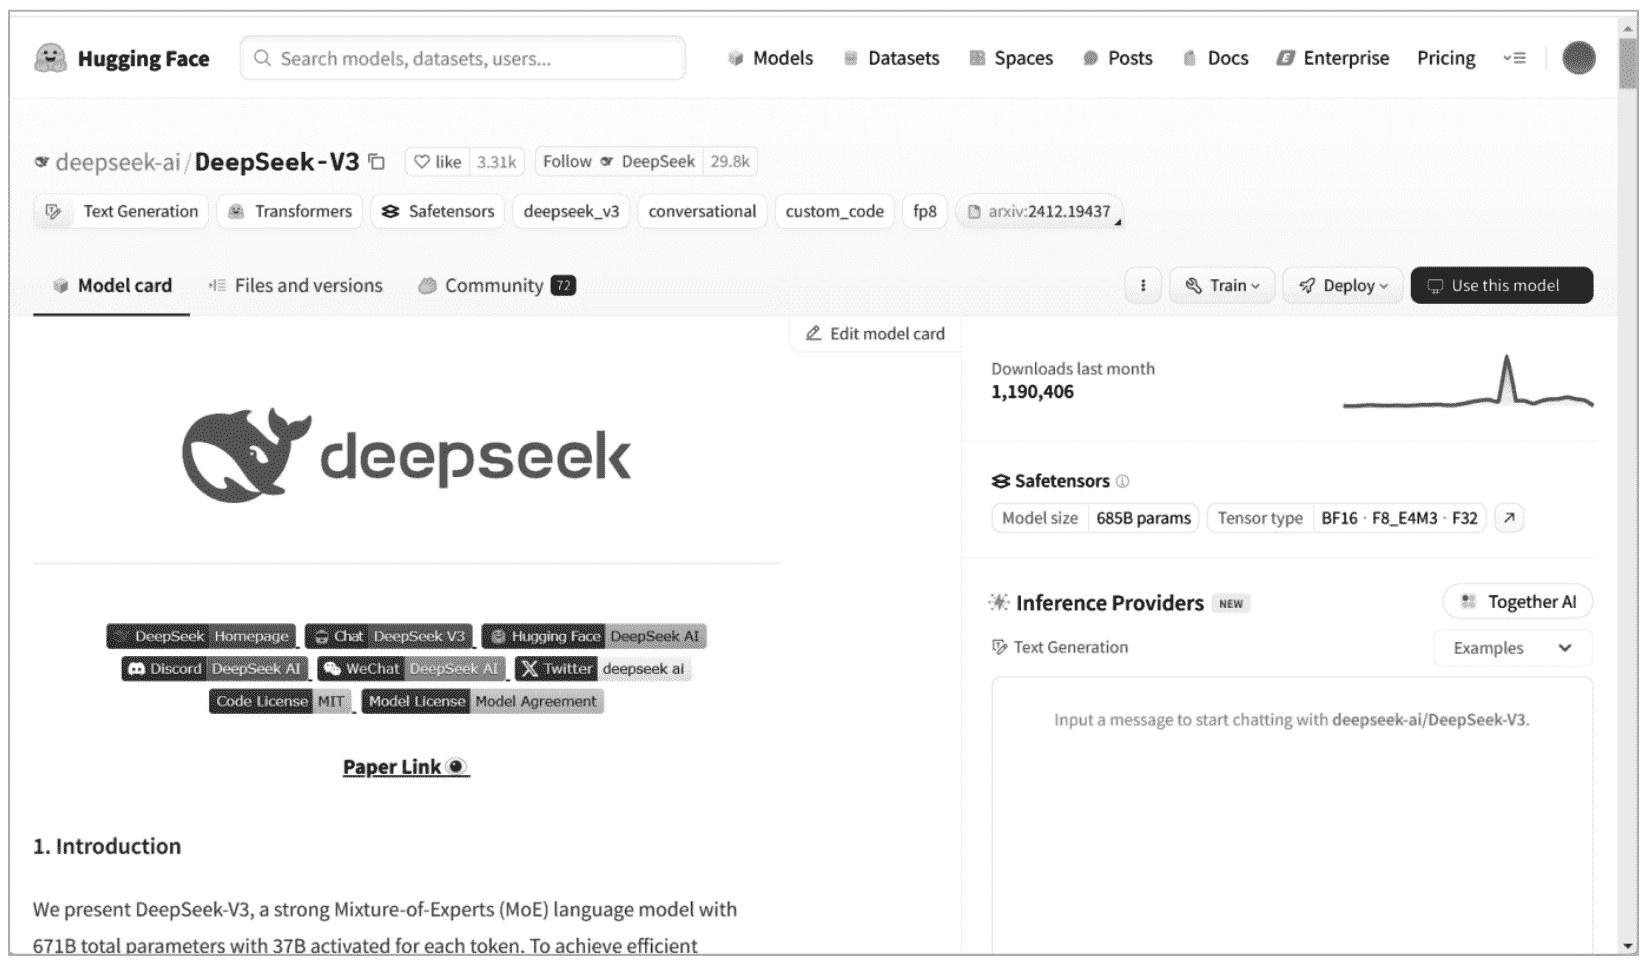 Hugging Face Search models, datasets, users... Models Datasets Spaces Posts Docs Enterprise Pricing
deepseek-ai/DeepSeek-V3 like 3.31k Follow DeepSeek 29.8k
Text Generation Transformers Safetensors deepseek_v3 conversational custom_code fp8 arxiv:2412.19437
Model card Files and versions Community 72 Train Deploy Use this model
Edit model card
deepseek
DeepSeek Homepage Chat DeepSeek V3 Hugging Face DeepSeek AI
Discord DeepSeek AI WeChat DeepSeek AI Twitter deepseek ai
Code License MIT Model License Model Agreement
Paper Link
1. Introduction
We present DeepSeek-V3, a strong Mixture-of-Experts (MoE) language model with
671B total parameters with 37B activated for each token. To achieve efficient
Downloads last month
1,190,406
Safetensors
Model size 685B params Tensor type BF16 · F8_E4M3 · F32
Inference Providers NEW Together AI
Text Generation Examples
Input a message to start chatting with deepseek-ai/DeepSeek-V3.